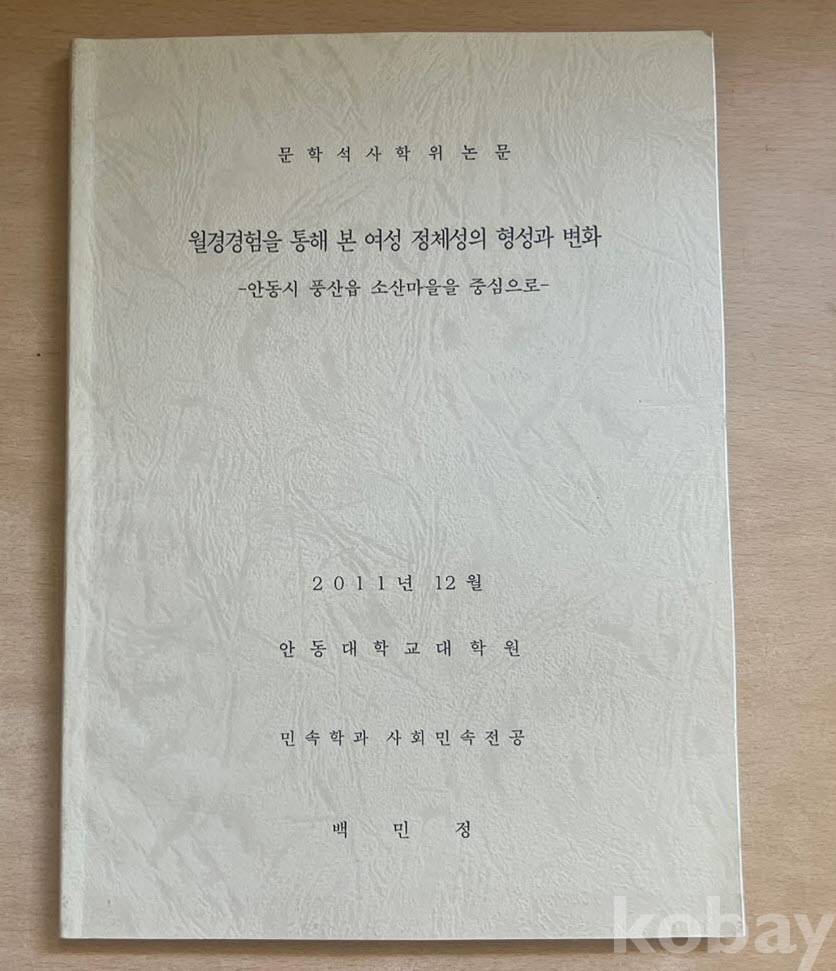 문학석사학위논문
월경경험을 통해 본 여성 정체성의 형성과 변화
-안동시 풍산읍 소산마을을 중심으로-
2011년 12월
안동대학교대학원
민속학과 사회민속전공
백민정
kobay